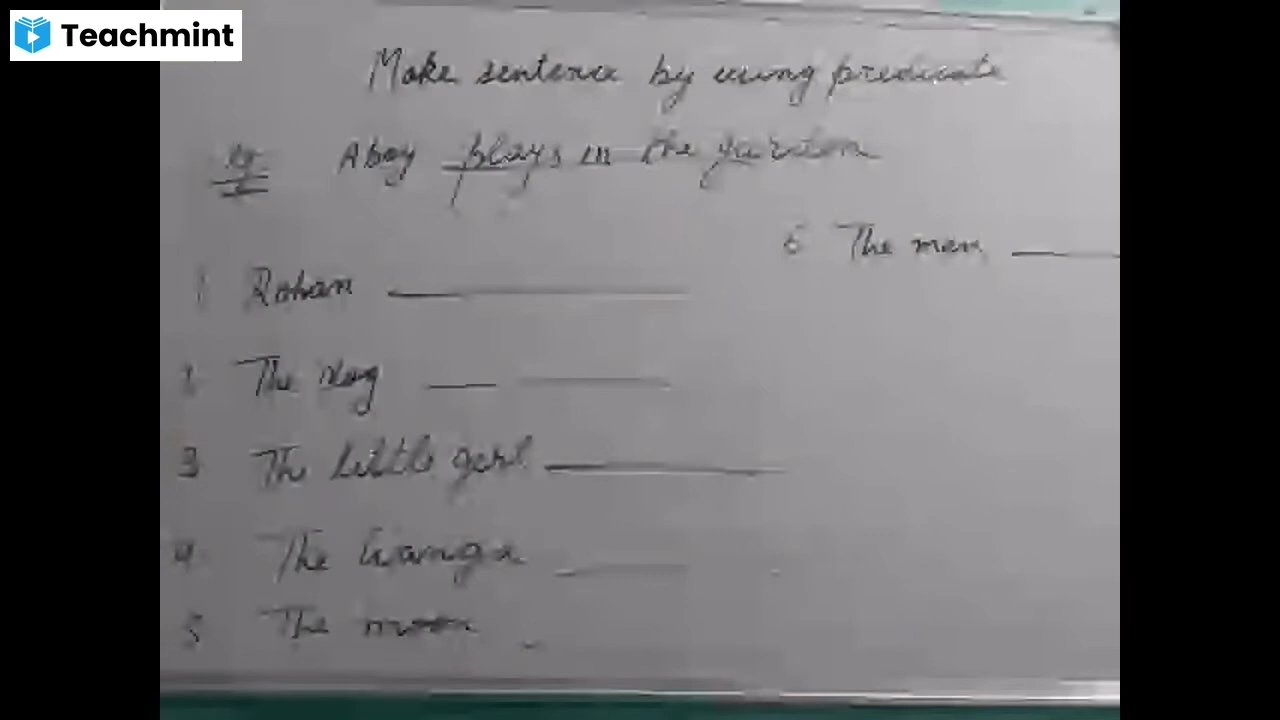 Teachmint
Make sentence by using predicate
Eg A boy plays in the garden
6 The man
1 Rohan
2 The dog
3 The little girl
4 The Ganga
5 The moon